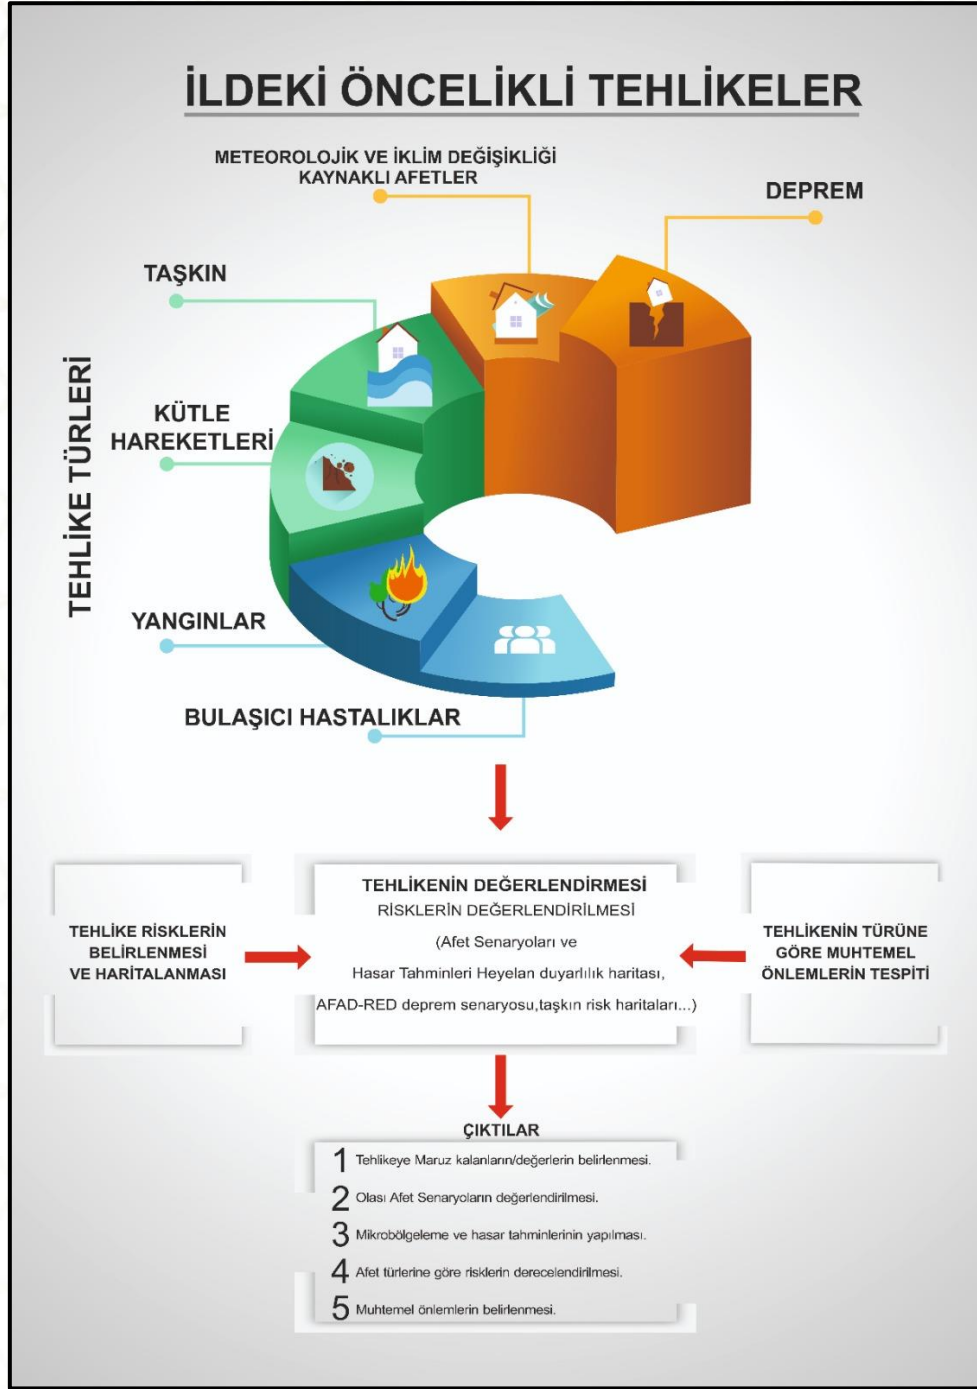 İLDEKİ ÖNCELİKLİ TEHLİKELER
METEOROLOJİK VE İKLİM DEĞİŞİKLİĞİ
KAYNAKLI AFETLER
DEPREM
TAŞKIN
TEHLİKE TÜRLERİ
KÜTLE
HAREKETLERİ
YANGINLAR
BULAŞICI HASTALIKLAR
TEHLİKE RİSKLERİN
BELİRLENMESİ
VE HARİTALANMASI
TEHLİKENİN DEĞERLENDİRMESİ
RİSKLERİN DEĞERLENDİRİLMESİ
(Afet Senaryoları ve
Hasar Tahminleri Heyelan duyarlılık haritası,
AFAD-RED deprem senaryosu,taşkın risk haritaları...)
TEHLİKENİN TÜRÜNE
GÖRE MUHTEMEL
ÖNLEMLERİN TESPİTİ
ÇIKTILAR
1 Tehlikeye Maruz kalanların/değerlerin belirlenmesi.
2 Olası Afet Senaryoların değerlendirilmesi.
3 Mikrobölgeleme ve hasar tahminlerinin yapılması.
4 Afet türlerine göre risklerin derecelendirilmesi.
5 Muhtemel önlemlerin belirlenmesi.